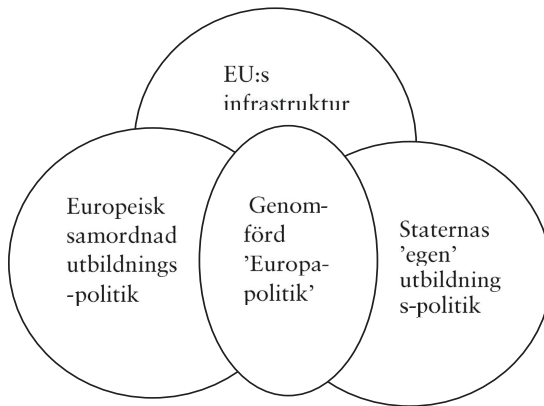 EU:s
infrastruktur
Europeisk
samordnad
utbildnings
-politik
Genom-
förd
’Europa-
politik’
Staternas
’egen’
utbildning
s-politik